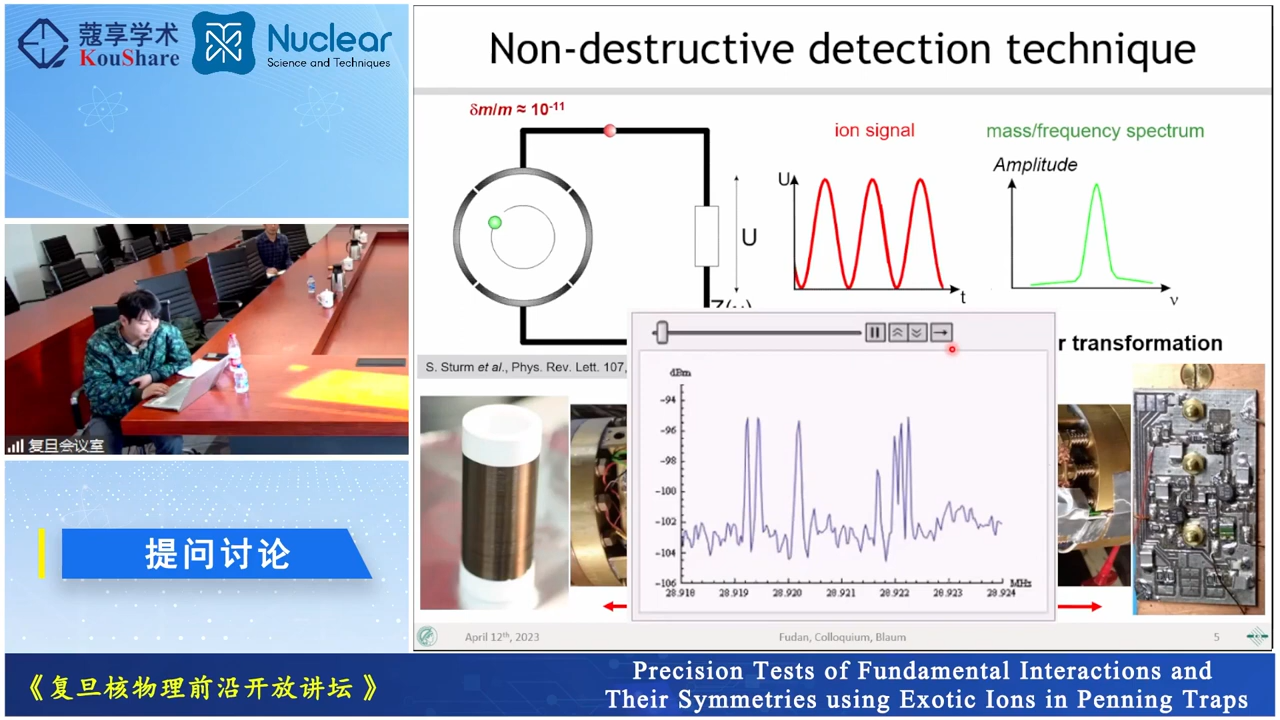 蔻享学术
KouShare
Nuclear
Science and Techniques
复旦会议室
提问讨论
Non-destructive detection technique
δm/m ≈ 10⁻¹¹
U
ion signal
U
t
mass/frequency spectrum
Amplitude
ν
r transformation
S. Sturm et al., Phys. Rev. Lett. 107,
dBm
-94
-96
-98
-100
-102
-104
-106
28.918 28.919 28.920 28.921 28.922 28.923 28.924
MHz
April 12th, 2023
Fudan, Colloquium, Blaum
5
《复旦核物理前沿开放讲坛》
Precision Tests of Fundamental Interactions and
Their Symmetries using Exotic Ions in Penning Traps